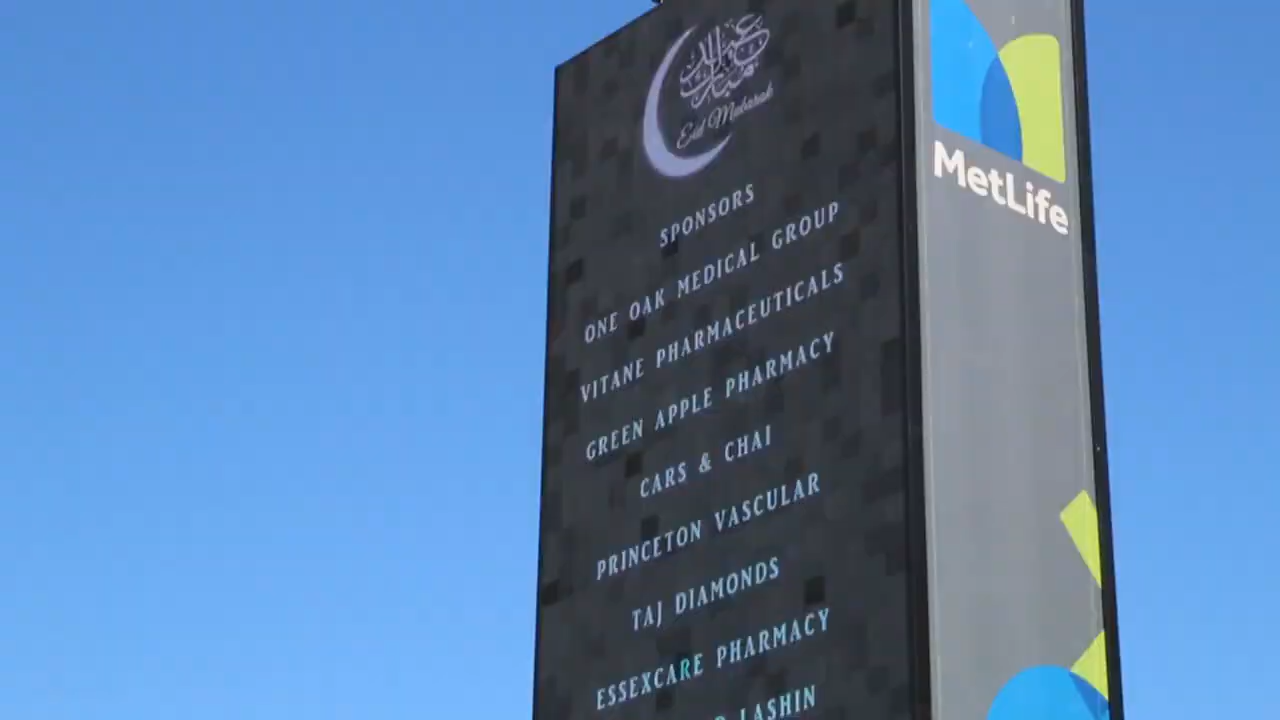 عيد مبارك
Eid Mubarak
SPONSORS
ONE OAK MEDICAL GROUP
VITANE PHARMACEUTICALS
GREEN APPLE PHARMACY
CARS & CHAI
PRINCETON VASCULAR
TAJ DIAMONDS
ESSEXCARE PHARMACY
LASHIN
MetLife